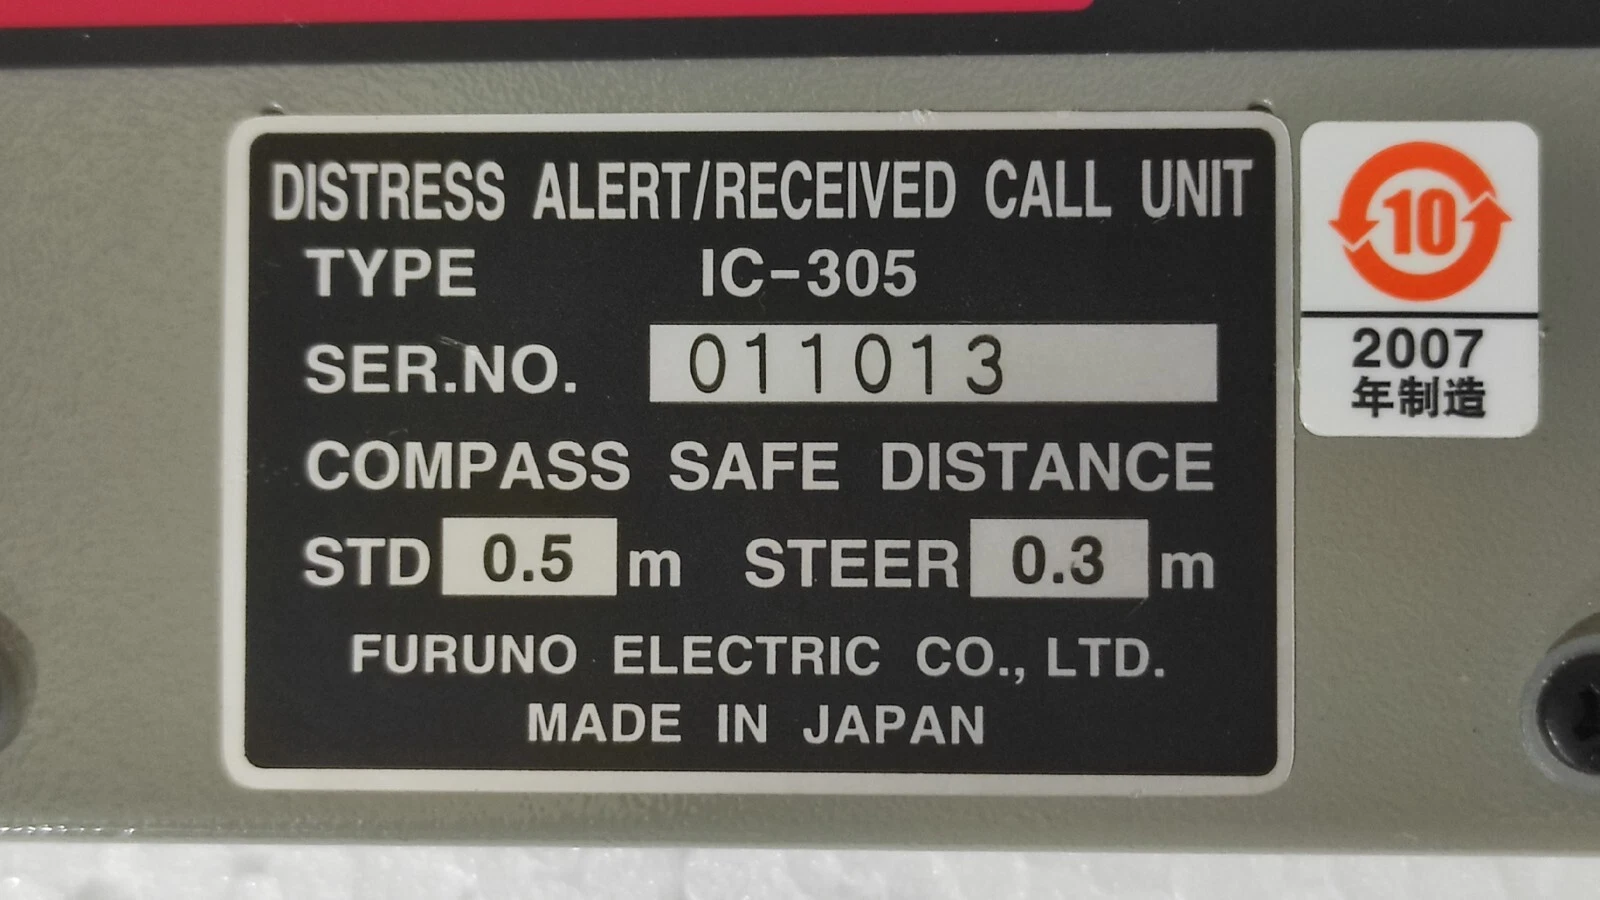 DISTRESS ALERT/RECEIVED CALL UNIT
TYPE IC-305
SER.NO. 011013
COMPASS SAFE DISTANCE
STD 0.5 m STEER 0.3 m
FURUNO ELECTRIC CO., LTD.
MADE IN JAPAN
10
2007
年制造